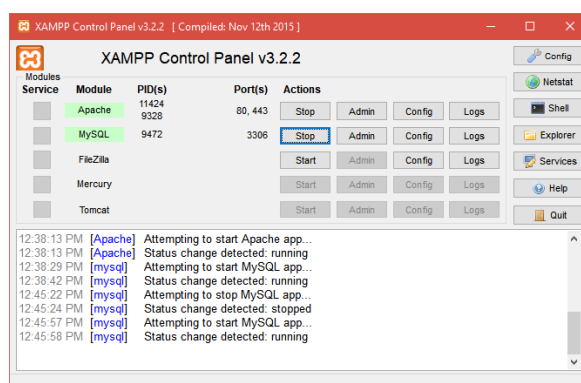 XAMPP Control Panel v3.2.2 [ Compiled: Nov 12th 2015 ]
XAMPP Control Panel v3.2.2
Config
Modules
Service Module PID(s) Port(s) Actions
Netstat
Apache 11424 9328 80, 443 Stop Admin Config Logs
Shell
MySQL 9472 3306 Stop Admin Config Logs
Explorer
FileZilla Start Admin Config Logs
Services
Mercury Start Admin Config Logs
Help
Tomcat Start Admin Config Logs
Quit
12:38:13 PM [Apache] Attempting to start Apache app...
12:38:13 PM [Apache] Status change detected: running
12:38:29 PM [mysql] Attempting to start MySQL app...
12:38:42 PM [mysql] Status change detected: running
12:45:22 PM [mysql] Attempting to stop MySQL app...
12:45:24 PM [mysql] Status change detected: stopped
12:45:57 PM [mysql] Attempting to start MySQL app...
12:45:58 PM [mysql] Status change detected: running